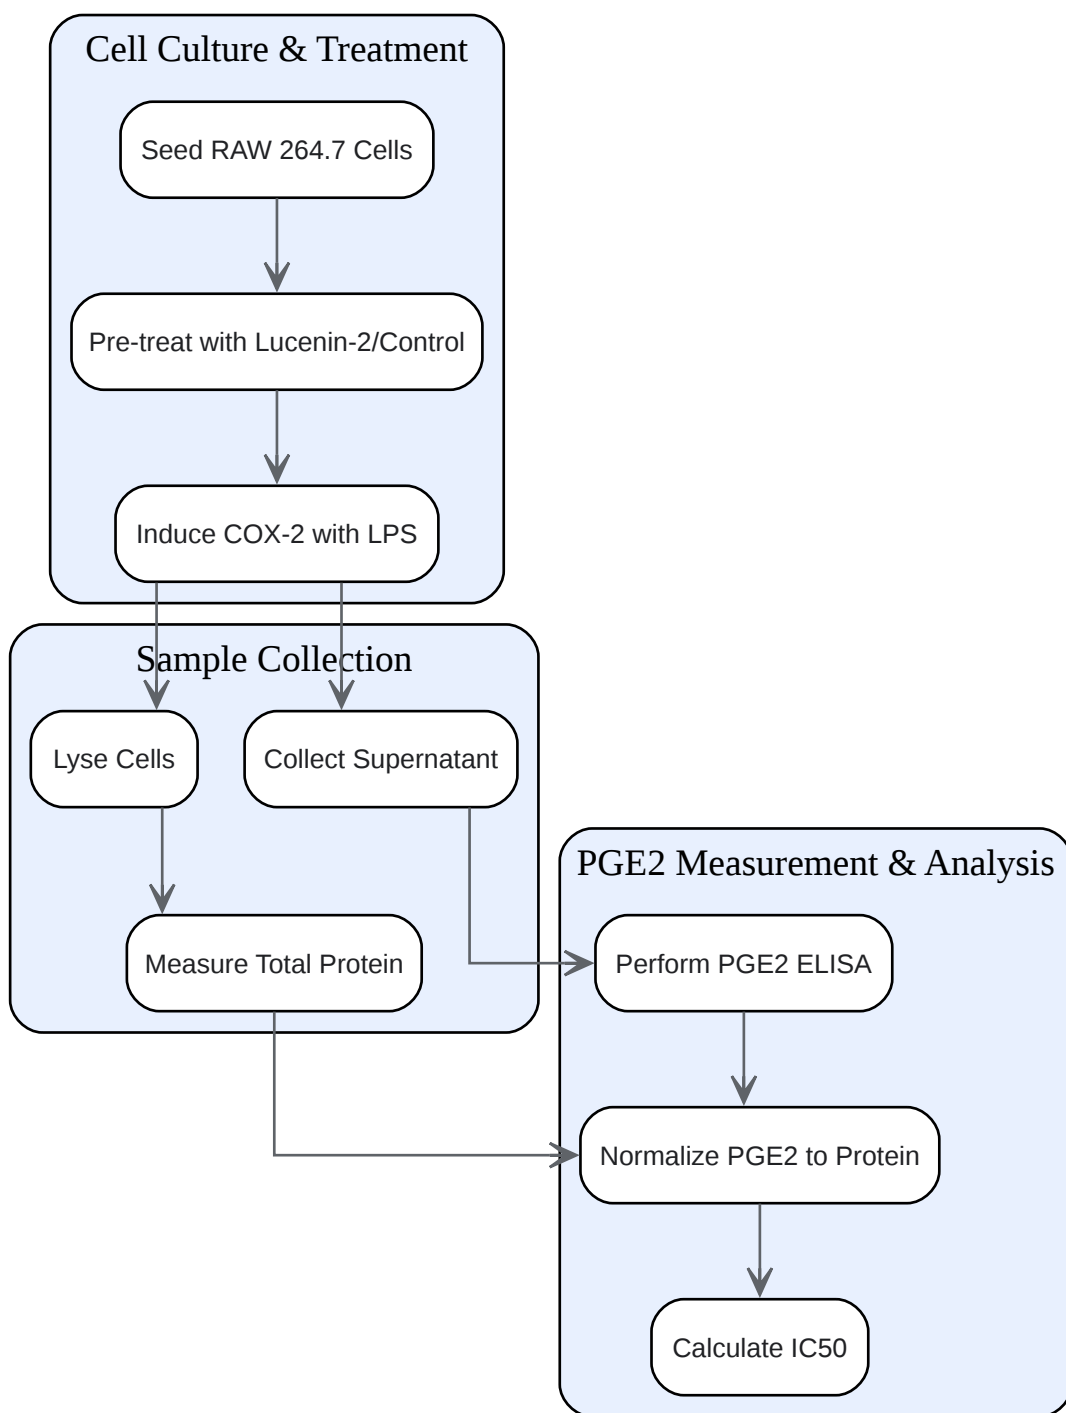 Cell Culture & Treatment
Seed RAW 264.7 Cells
Pre-treat with Lucenin-2/Control
Induce COX-2 with LPS
Sample Collection
Lyse Cells
Collect Supernatant
Measure Total Protein
PGE2 Measurement & Analysis
Perform PGE2 ELISA
Normalize PGE2 to Protein
Calculate IC50